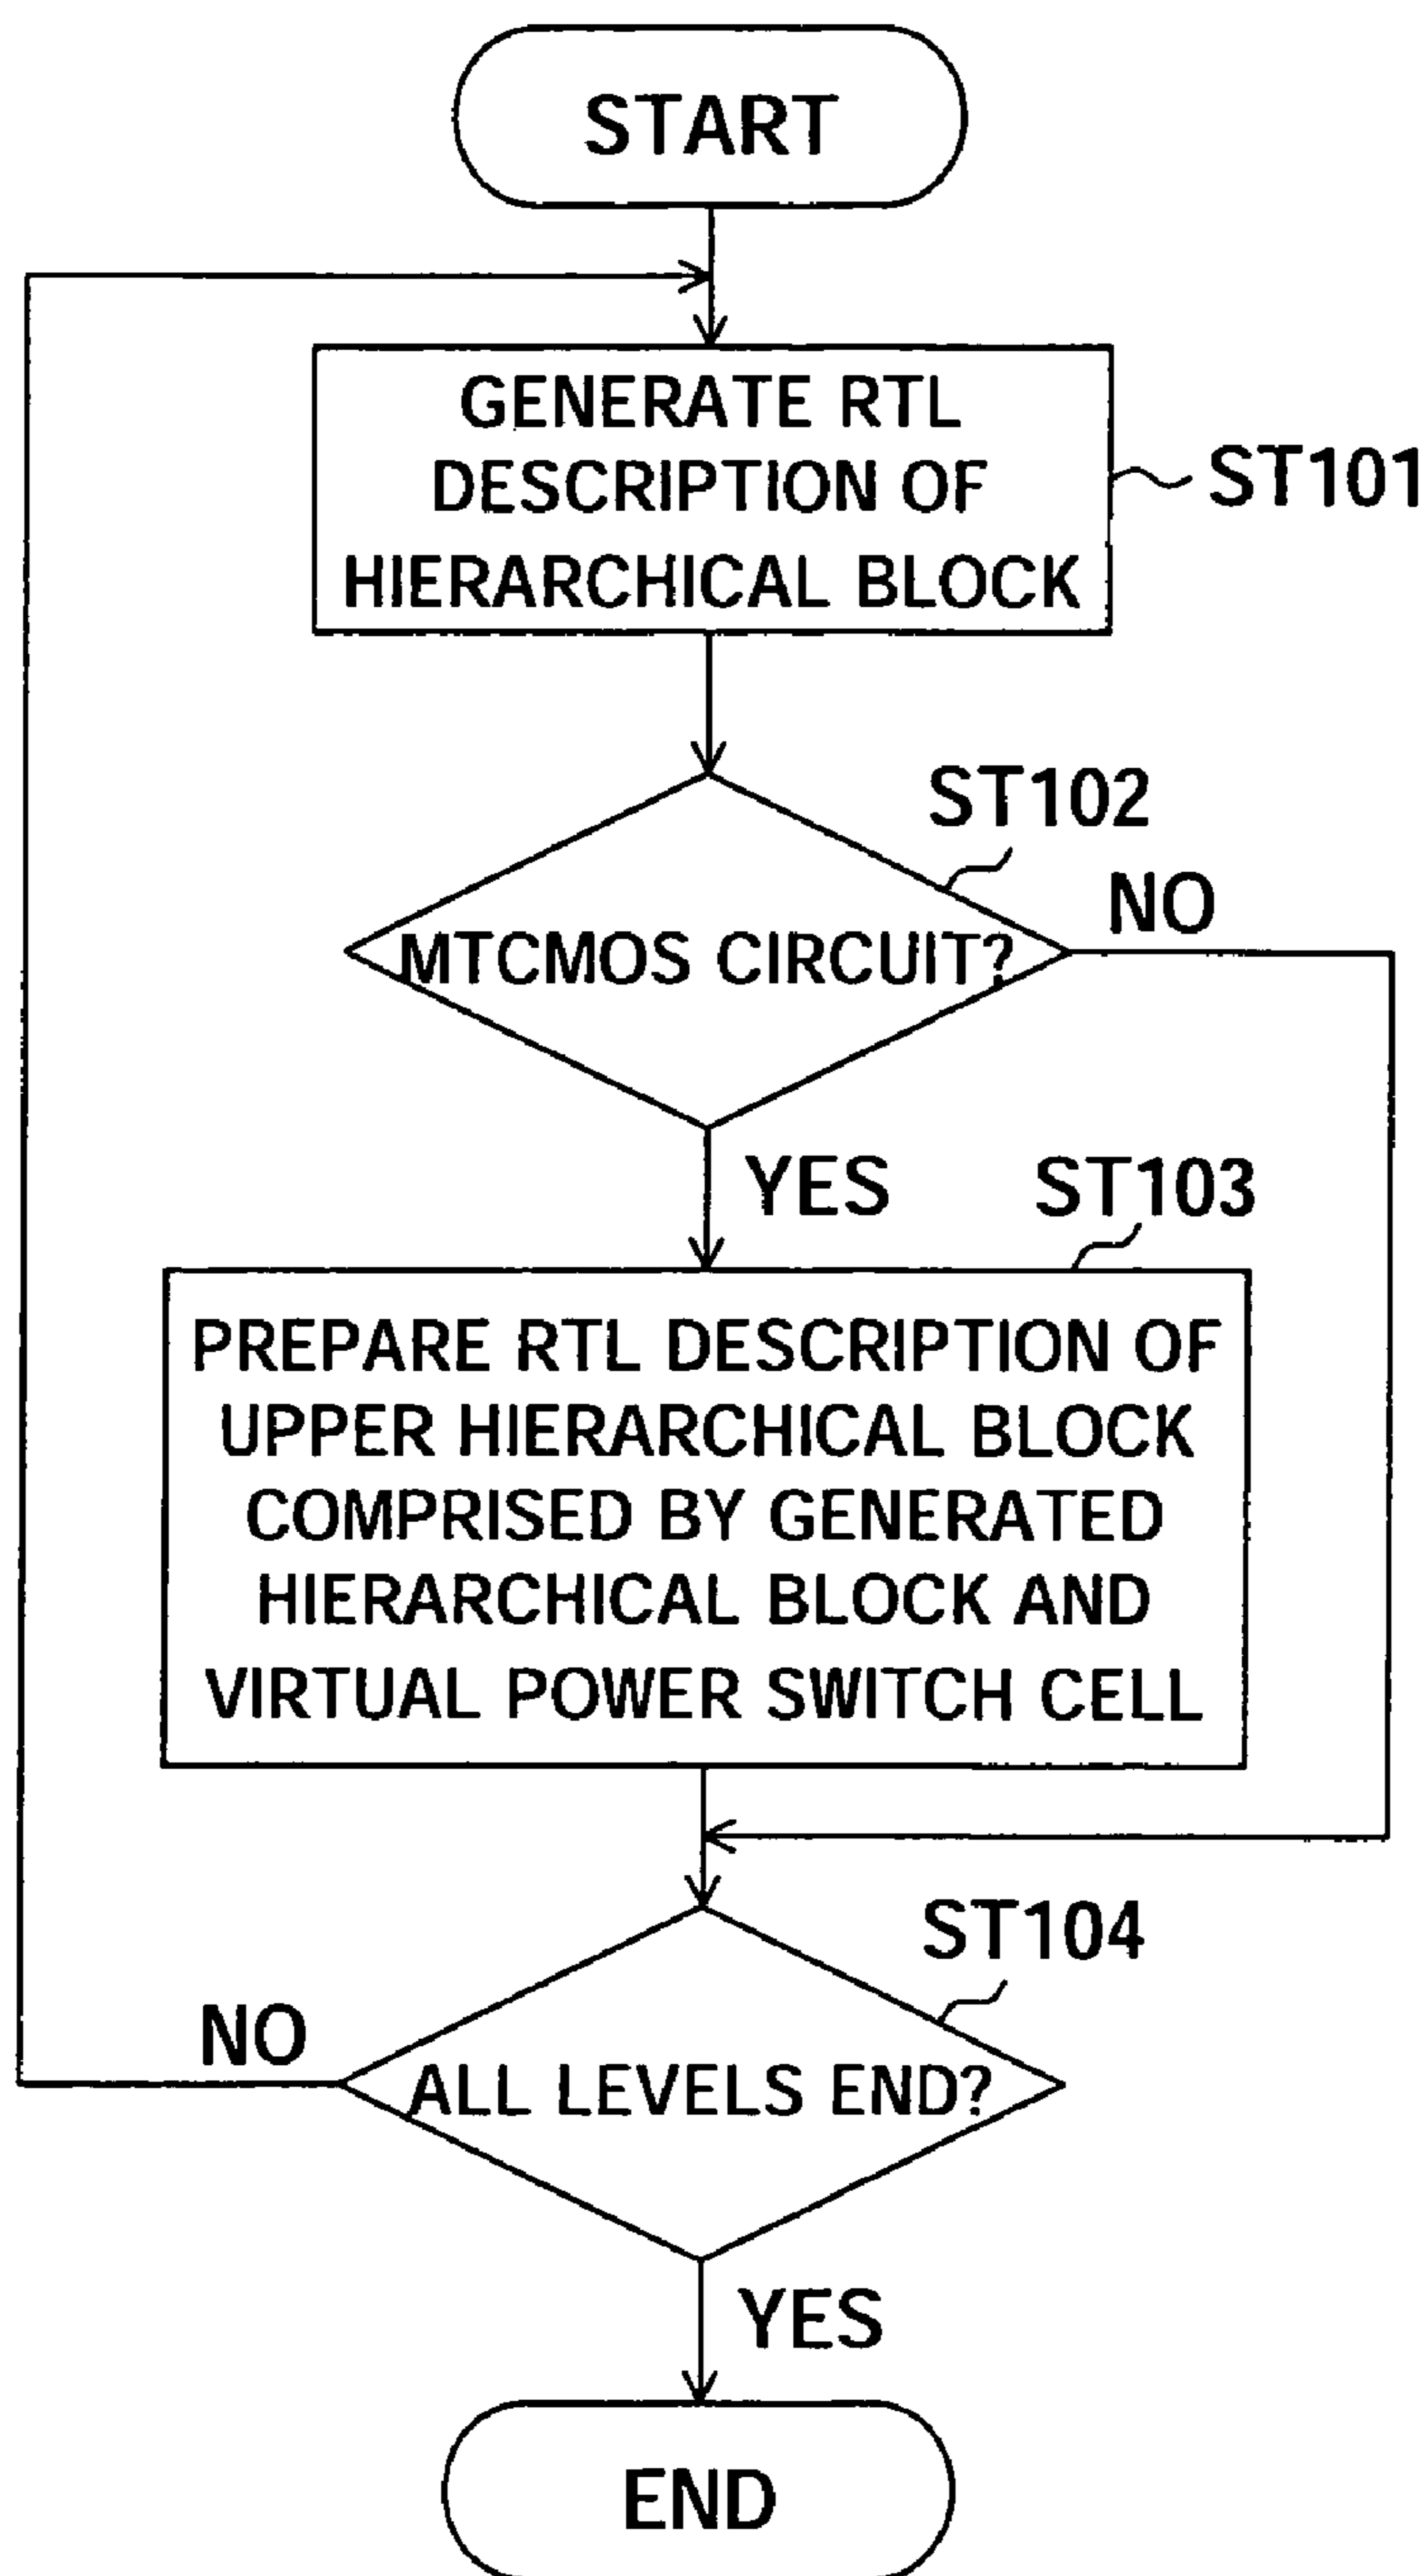 START
GENERATE RTL
DESCRIPTION OF
HIERARCHICAL BLOCK
ST101
ST102
MTCMOS CIRCUIT?
NO
YES
ST103
PREPARE RTL DESCRIPTION OF
UPPER HIERARCHICAL BLOCK
COMPRISED BY GENERATED
HIERARCHICAL BLOCK AND
VIRTUAL POWER SWITCH CELL
ST104
NO
ALL LEVELS END?
YES
END